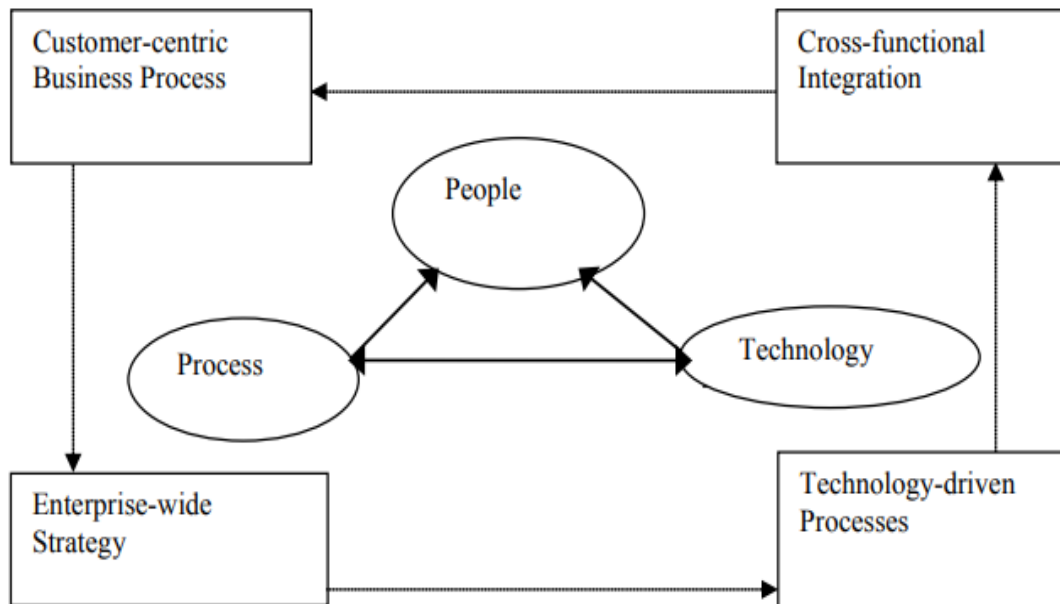 Customer-centric
Business Process
Cross-functional
Integration
People
Process
Technology
Enterprise-wide
Strategy
Technology-driven
Processes